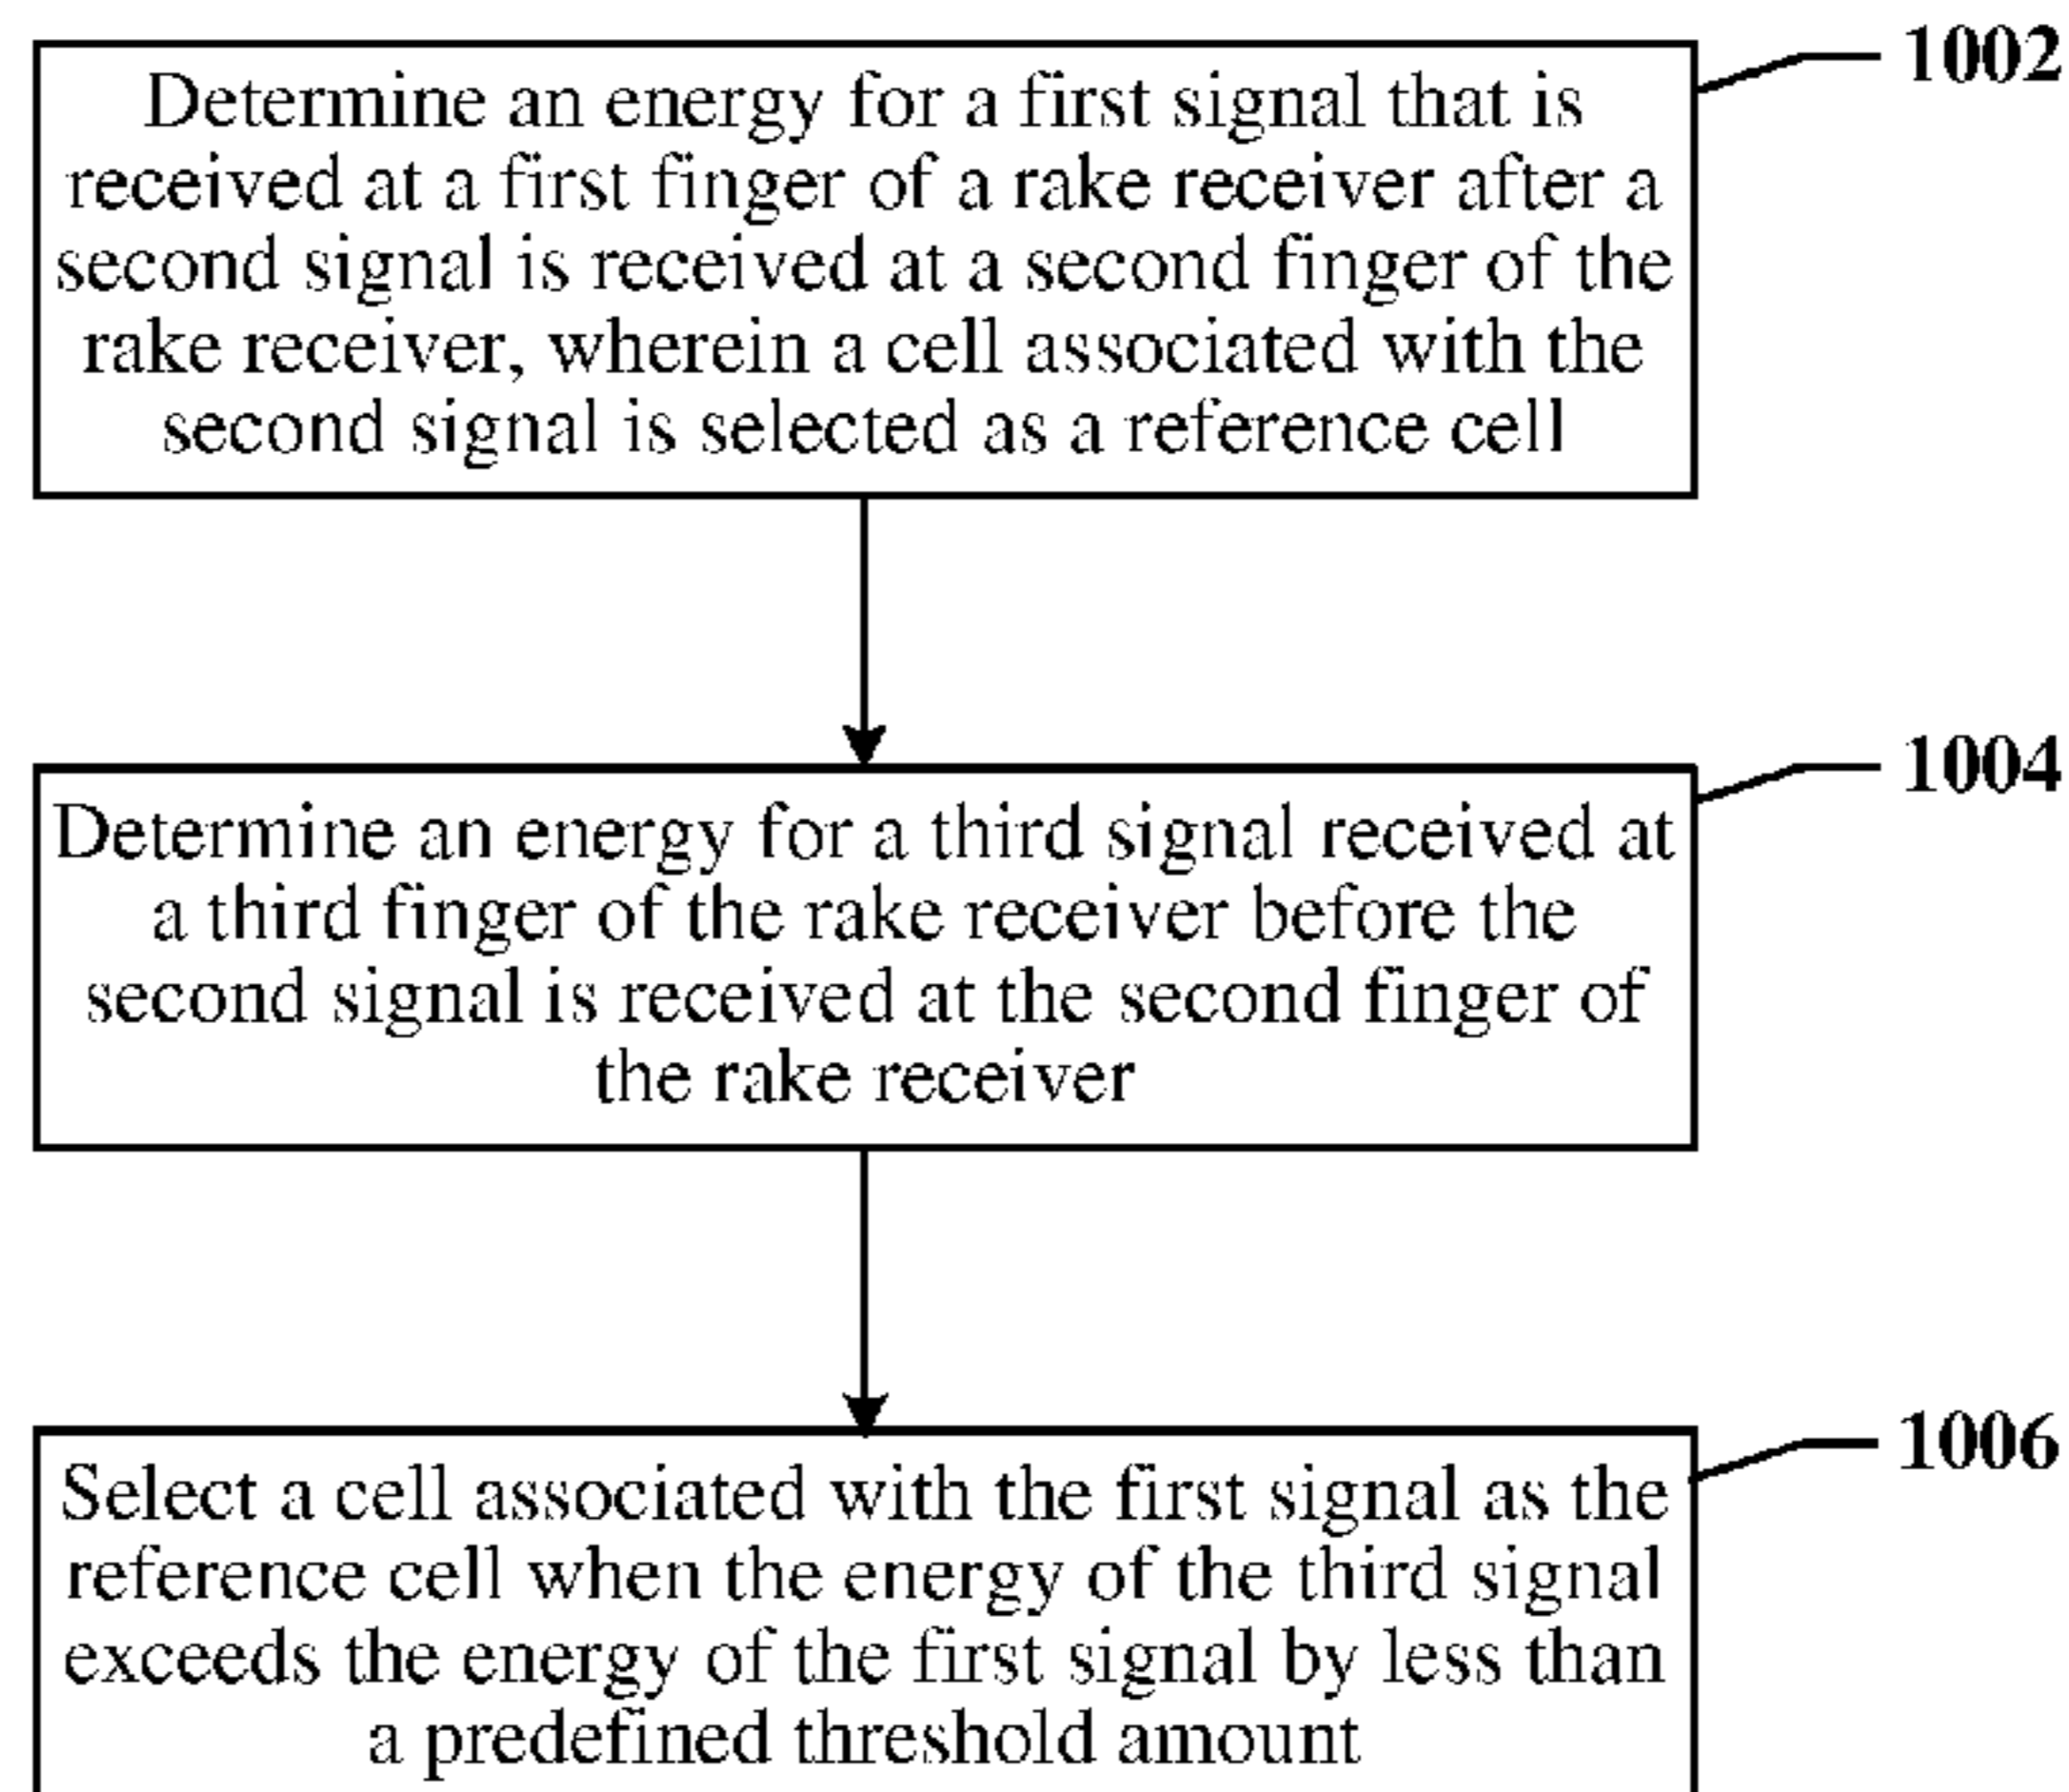 1002
Determine an energy for a first signal that is
received at a first finger of a rake receiver after a
second signal is received at a second finger of the
rake receiver, wherein a cell associated with the
second signal is selected as a reference cell
1004
Determine an energy for a third signal received at
a third finger of the rake receiver before the
second signal is received at the second finger of
the rake receiver
1006
Select a cell associated with the first signal as the
reference cell when the energy of the third signal
exceeds the energy of the first signal by less than
a predefined threshold amount